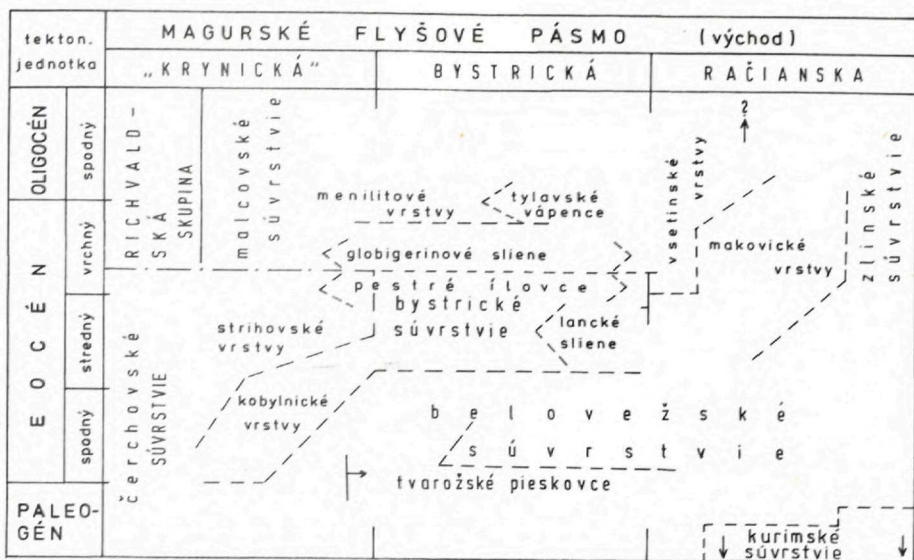 tekton. jednotka
MAGURSKÉ FLYŠOVÉ PÁSMO (východ)
„KRYNICKÁ"
BYSTRICKÁ
RAČIANSKA
OLIGOCÉN
spodný
EOCÉN
vrchný
stredný
spodný
PALEO-
GÉN
RICHVALD-
SKÁ
SKUPINA
malcovské
súvrstvie
menilitové
vrstvy
tylavské
vápence
globigerinové sliene
pestré ílovce
bystrické
súvrstvie
lancké
sliene
vsetinské
vrstvy
?
makovické
vrstvy
zlinské
súvrstvie
čerchovské
SÚVRSTVIE
strihovské
vrstvy
kobylnické
vrstvy
belovežské
súvrstvie
tvarožské pieskovce
kurimské
súvrstvie